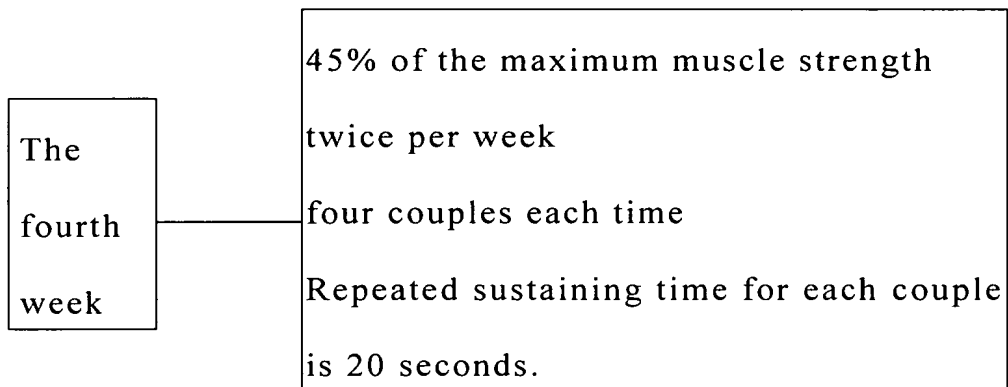 The
fourth
week
45% of the maximum muscle strength
twice per week
four couples each time
Repeated sustaining time for each couple
is 20 seconds.